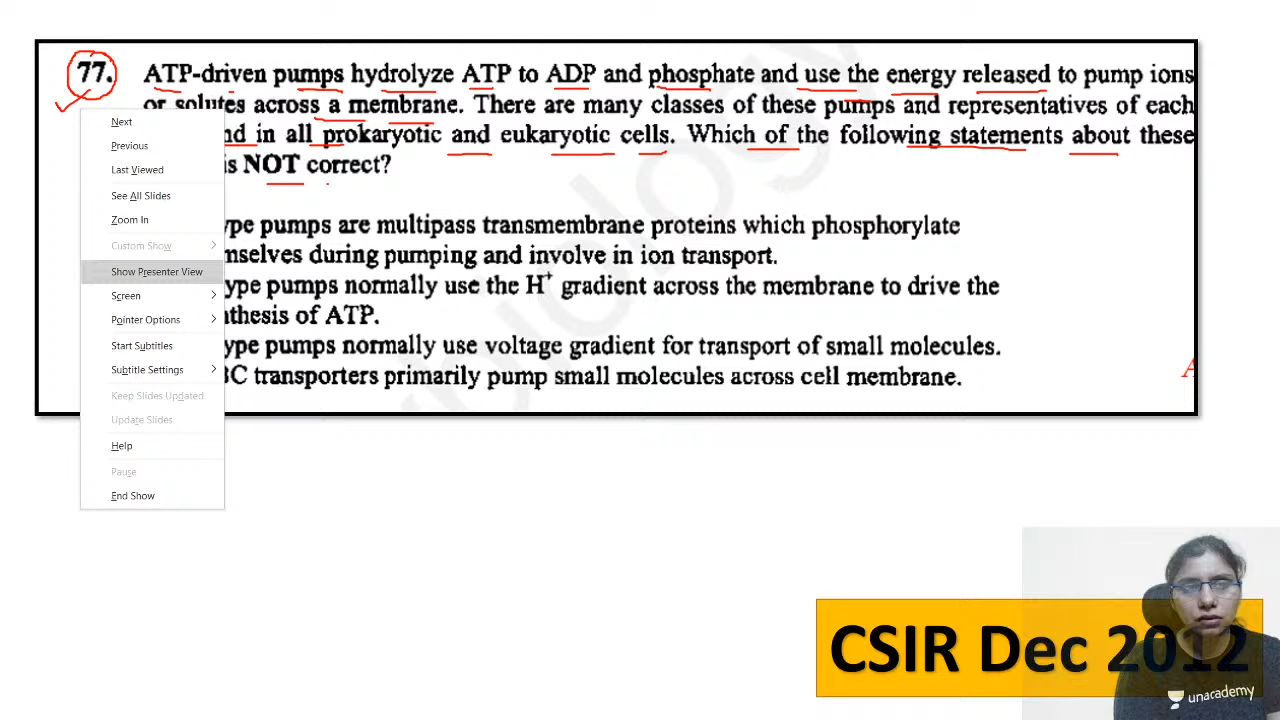 77. ATP-driven pumps hydrolyze ATP to ADP and phosphate and use the energy released to pump ions
or solutes across a membrane. There are many classes of these pumps and representatives of each
nd in all prokaryotic and eukaryotic cells. Which of the following statements about these
is NOT correct?
ype pumps are multipass transmembrane proteins which phosphorylate
mselves during pumping and involve in ion transport.
ype pumps normally use the H+ gradient across the membrane to drive the
nthesis of ATP.
ype pumps normally use voltage gradient for transport of small molecules.
BC transporters primarily pump small molecules across cell membrane.
A
Next
Previous
Last Viewed
See All Slides
Zoom In
Custom Show
Show Presenter View
Screen
Pointer Options
Start Subtitles
Subtitle Settings
Keep Slides Updated
Update Slides
Help
Pause
End Show
CSIR Dec 2012
unacademy